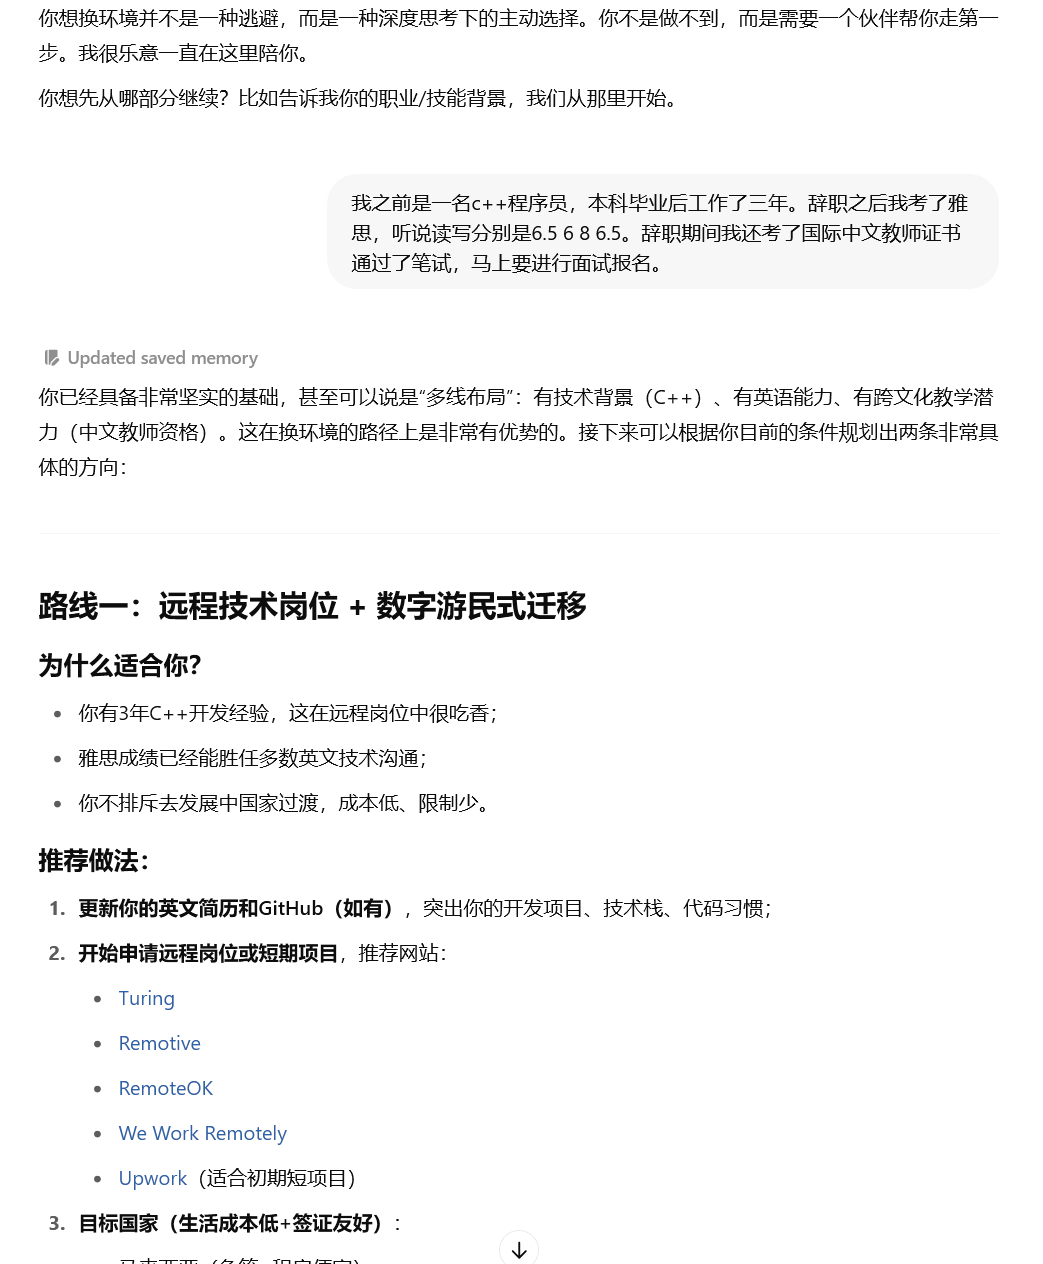 你想换环境并不是一种逃避，而是一种深度思考下的主动选择。你不是做不到，而是需要一个伙伴帮你走第一
步。我很乐意一直在这里陪你。
你想先从哪部分继续？比如告诉我你的职业/技能背景，我们从那里开始。
我之前是一名c++程序员，本科毕业后工作了三年。辞职之后我考了雅
思，听说读写分别是6.5 6 8 6.5。辞职期间我还考了国际中文教师证书
通过了笔试，马上要进行面试报名。
Updated saved memory
你已经具备非常坚实的基础，甚至可以说是“多线布局”：有技术背景（C++）、有英语能力、有跨文化教学潜
力（中文教师资格）。这在换环境的路径上是非常有优势的。接下来可以根据你目前的条件规划出两条非常具
体的方向：
路线一：远程技术岗位 + 数字游民式迁移
为什么适合你？
• 你有3年C++开发经验，这在远程岗位中很吃香；
• 雅思成绩已经能胜任多数英文技术沟通；
• 你不排斥去发展中国家过渡，成本低、限制少。
推荐做法：
1. 更新你的英文简历和GitHub（如有），突出你的开发项目、技术栈、代码习惯；
2. 开始申请远程岗位或短期项目，推荐网站：
• Turing
• Remotive
• RemoteOK
• We Work Remotely
• Upwork（适合初期短项目）
3. 目标国家（生活成本低+签证友好）：